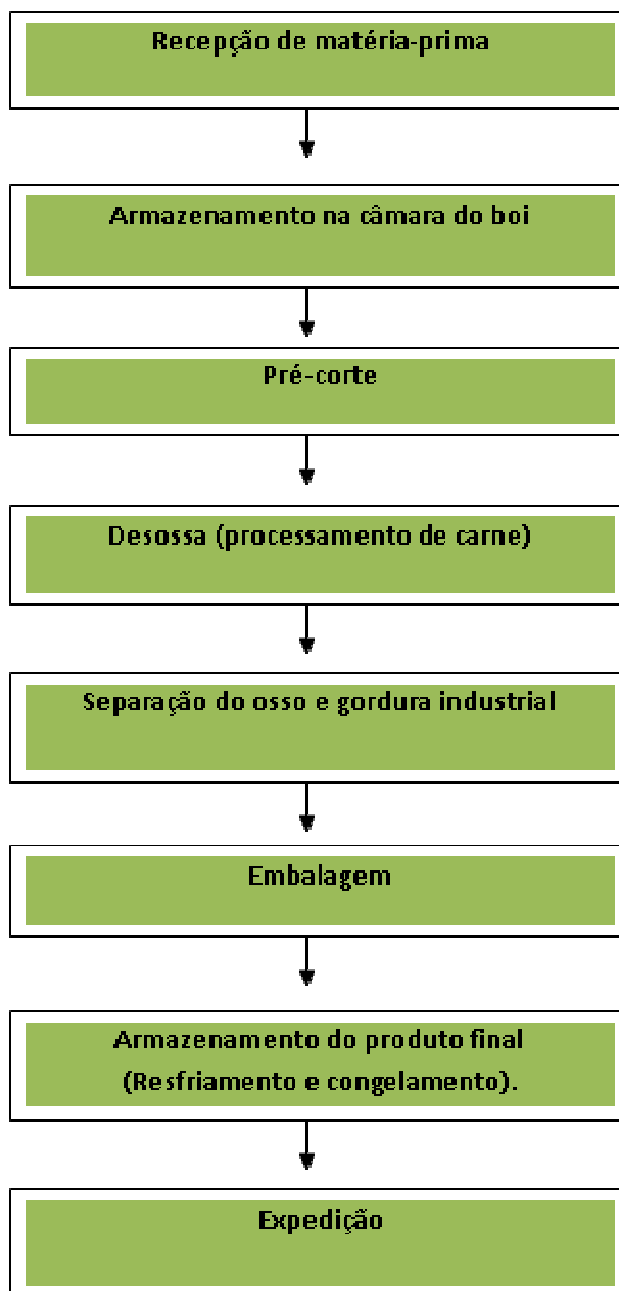 Recepção de matéria-prima
Armazenamento na câmara do boi
Pré-corte
Desossa (processamento de carne)
Separação do osso e gordura industrial
Embalagem
Armazenamento do produto final
(Resfriamento e congelamento).
Expedição